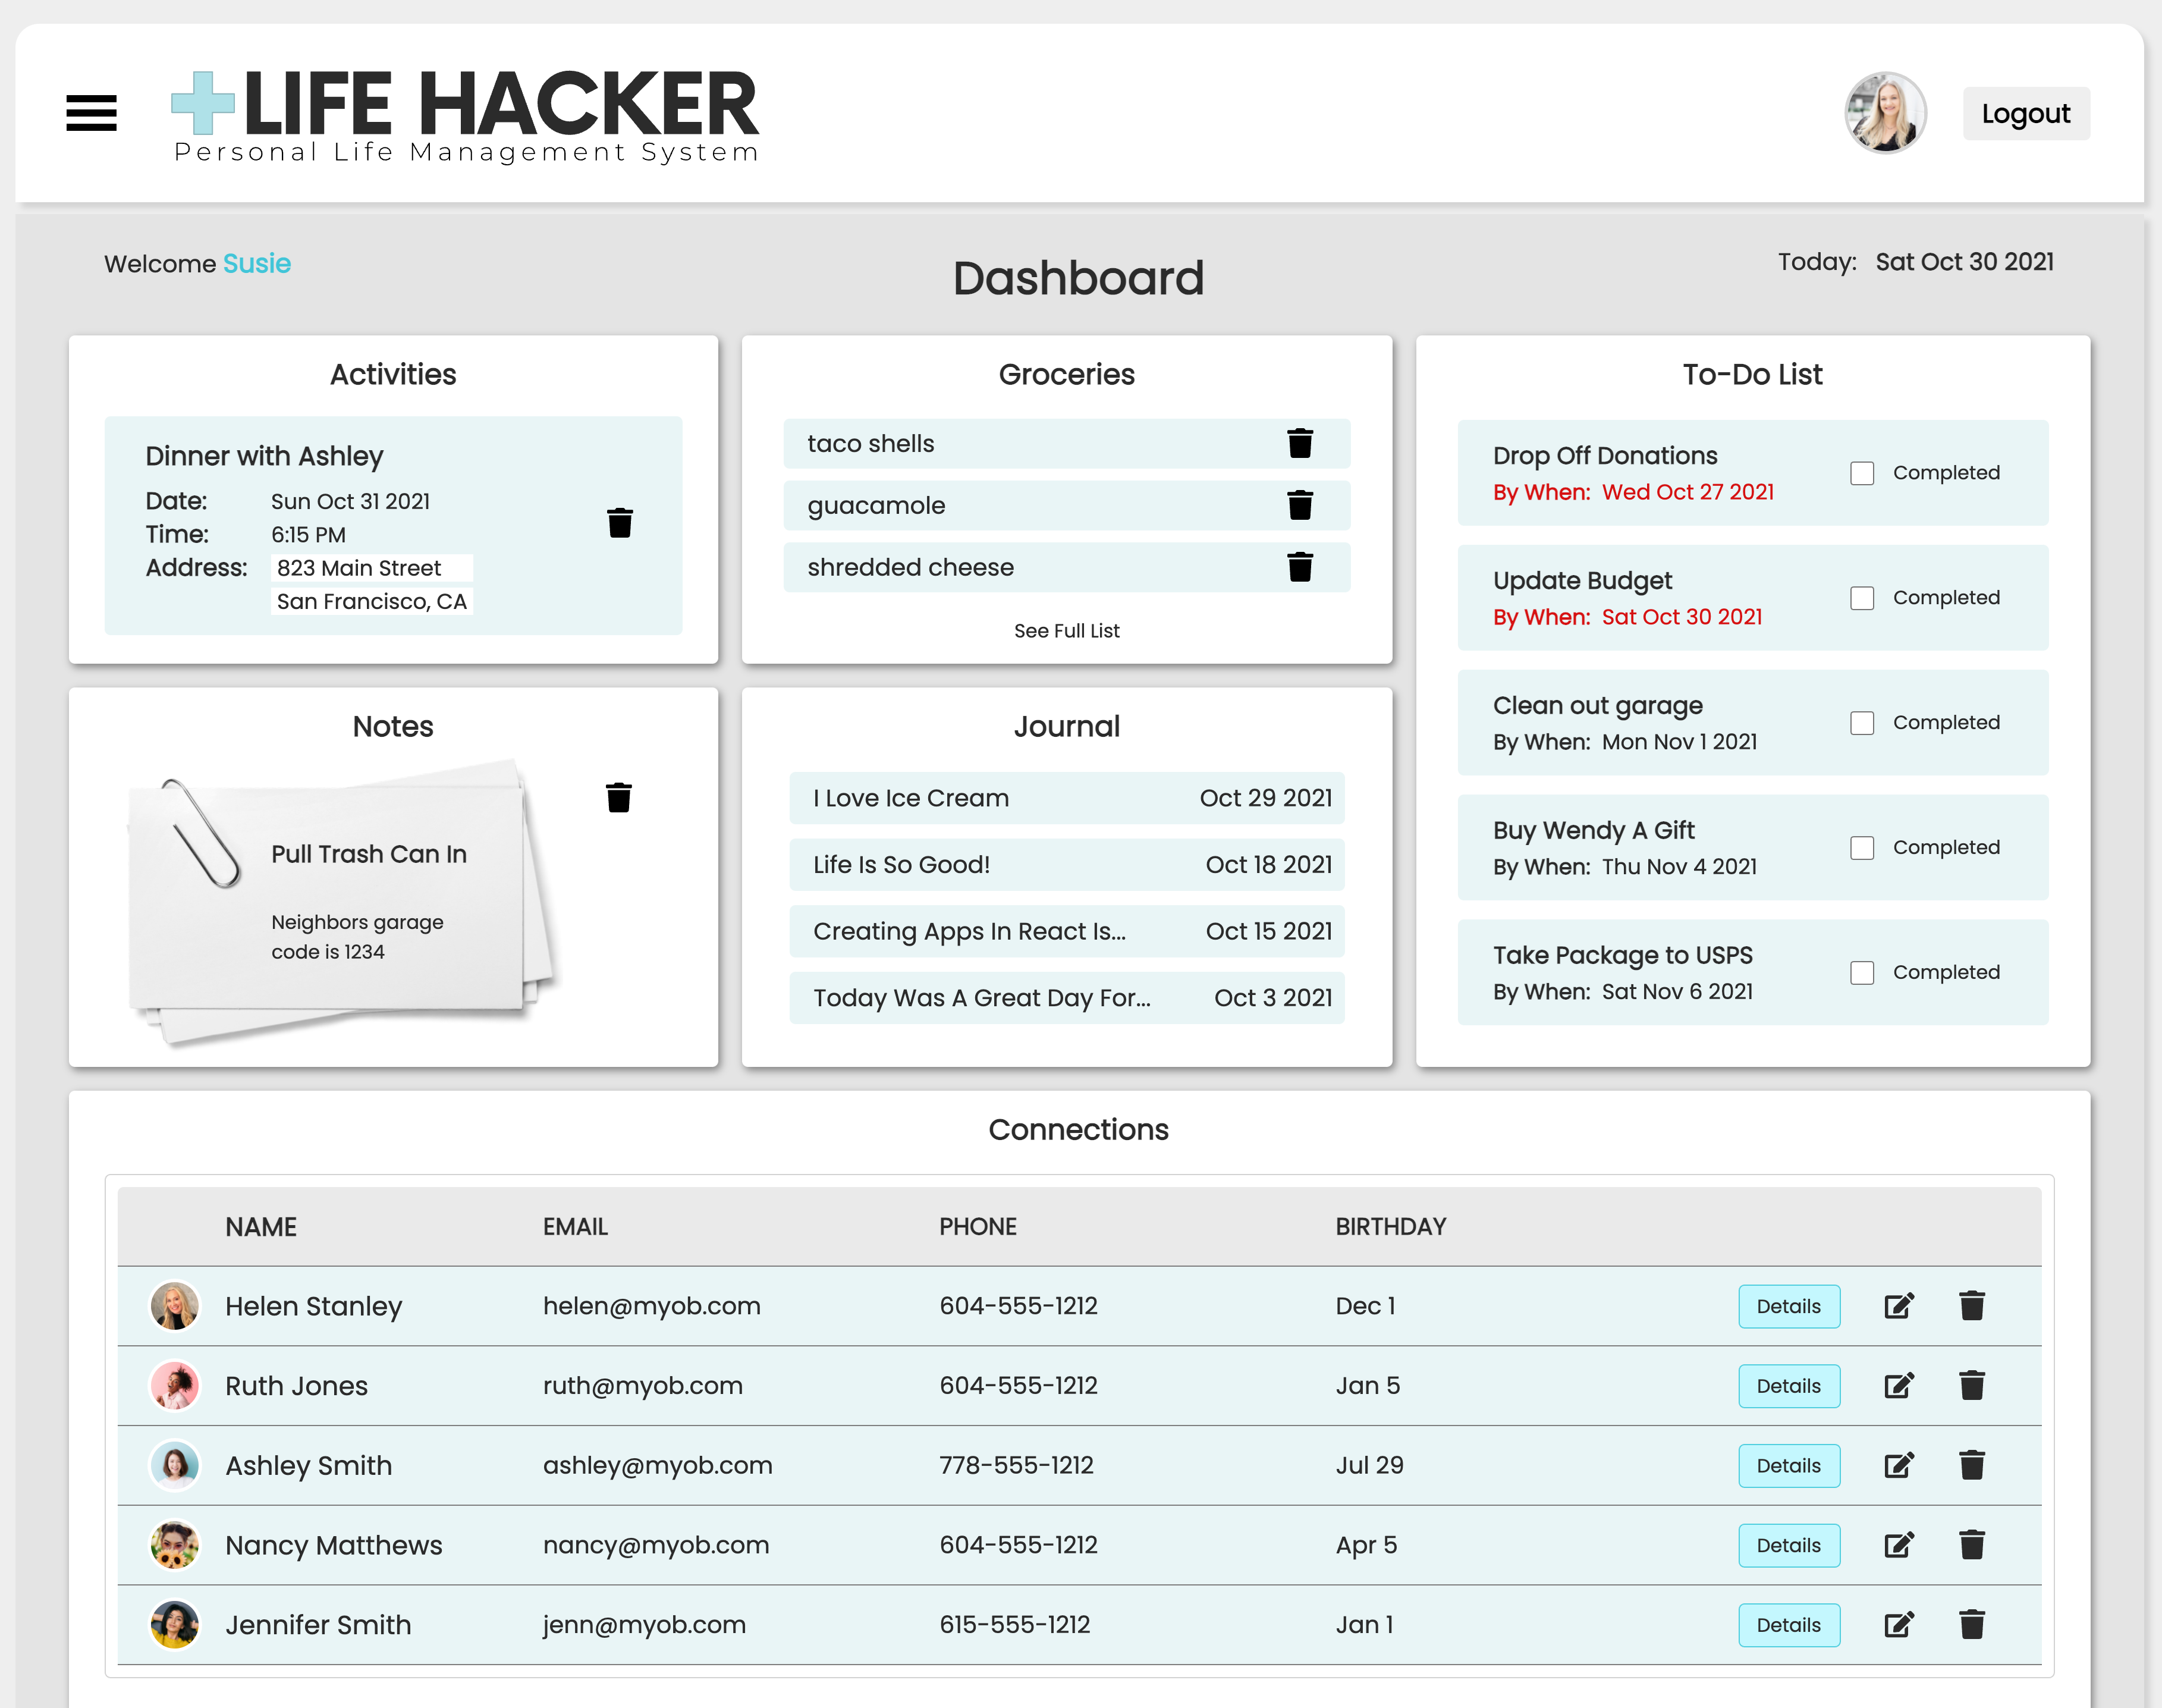 LIFE HACKER
Personal Life Management System
Logout
Welcome Susie
Dashboard
Today: Sat Oct 30 2021
Activities
Dinner with Ashley
Date: Sun Oct 31 2021
Time: 6:15 PM
Address: 823 Main Street
San Francisco, CA
Groceries
taco shells
guacamole
shredded cheese
See Full List
To-Do List
Drop Off Donations
By When: Wed Oct 27 2021
Completed
Update Budget
By When: Sat Oct 30 2021
Completed
Clean out garage
By When: Mon Nov 1 2021
Completed
Buy Wendy A Gift
By When: Thu Nov 4 2021
Completed
Take Package to USPS
By When: Sat Nov 6 2021
Completed
Notes
Pull Trash Can In
Neighbors garage
code is 1234
Journal
I Love Ice Cream Oct 29 2021
Life Is So Good! Oct 18 2021
Creating Apps In React Is... Oct 15 2021
Today Was A Great Day For... Oct 3 2021
Connections
NAME EMAIL PHONE BIRTHDAY
Helen Stanley helen@myob.com 604-555-1212 Dec 1 Details
Ruth Jones ruth@myob.com 604-555-1212 Jan 5 Details
Ashley Smith ashley@myob.com 778-555-1212 Jul 29 Details
Nancy Matthews nancy@myob.com 604-555-1212 Apr 5 Details
Jennifer Smith jenn@myob.com 615-555-1212 Jan 1 Details